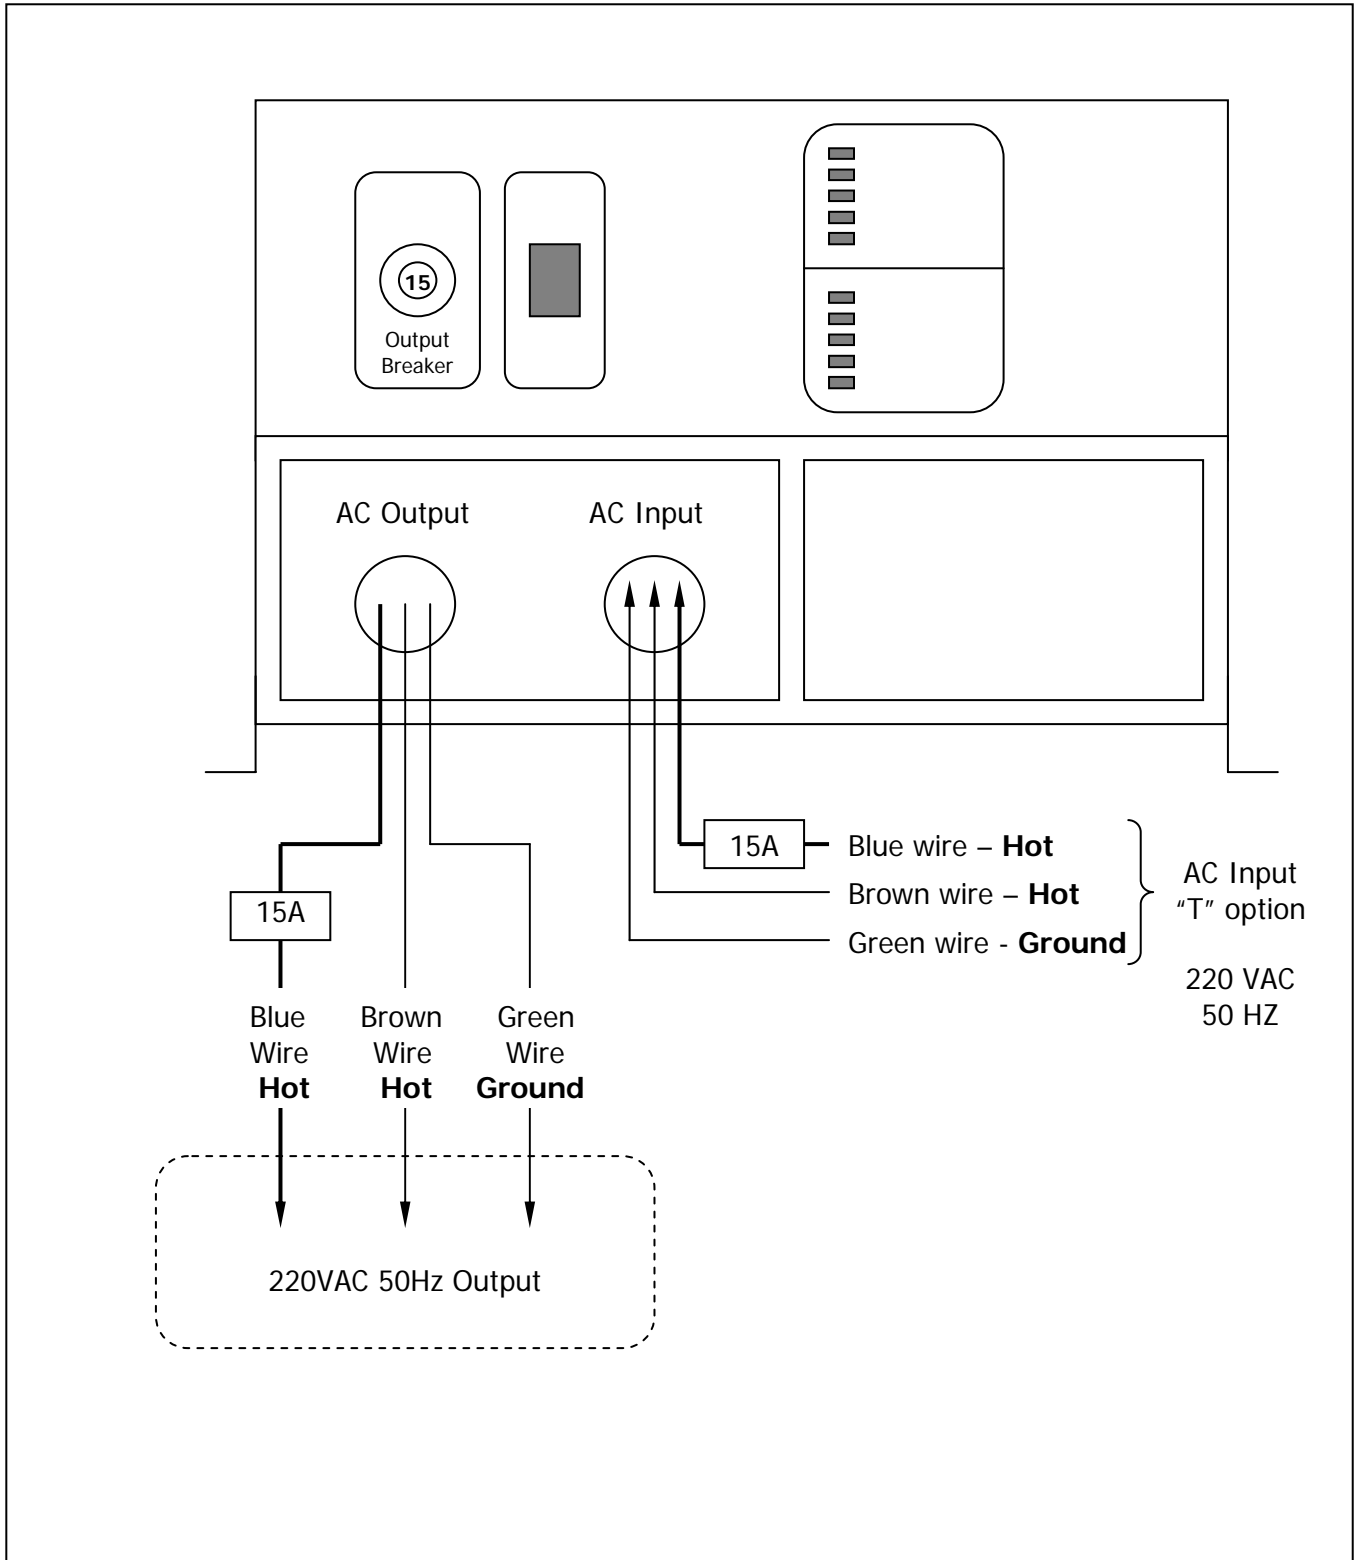 15
Output
Breaker
AC Output
AC Input
15A
Blue wire – Hot
Brown wire – Hot
Green wire - Ground
AC Input
"T" option
220 VAC
50 HZ
15A
Blue
Wire
Hot
Brown
Wire
Hot
Green
Wire
Ground
220VAC 50Hz Output